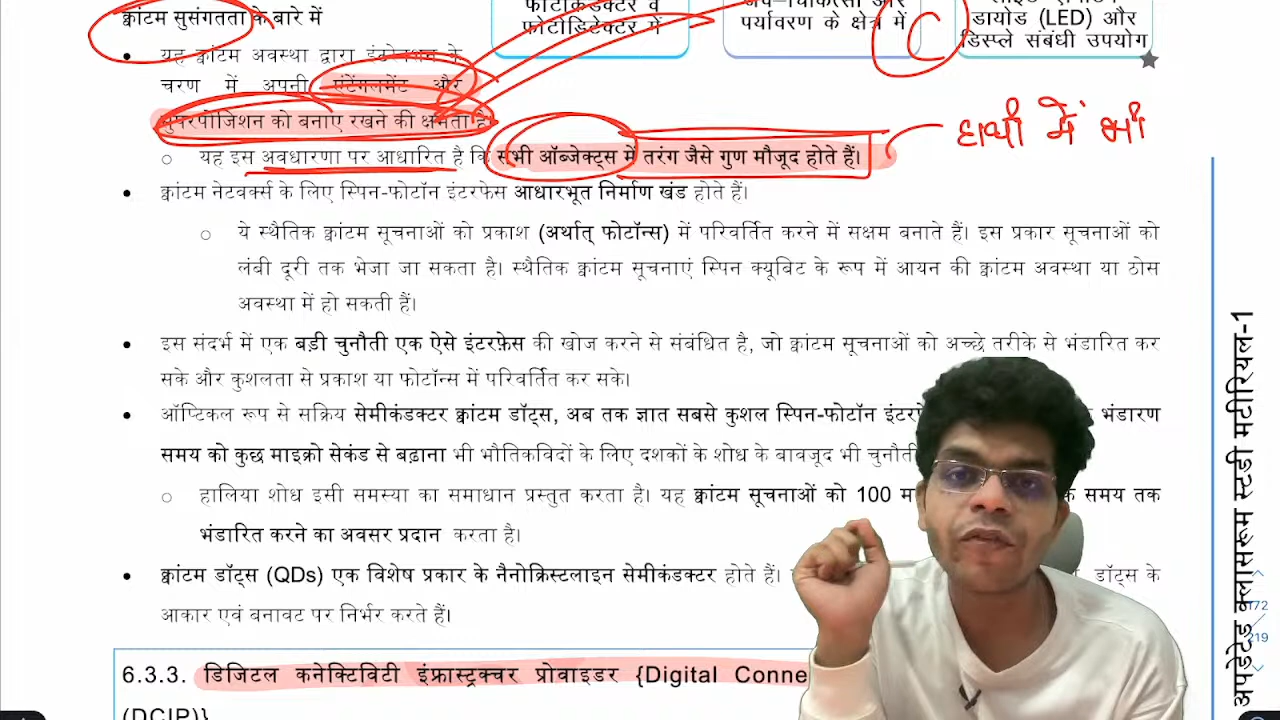 फोटोकंडक्टर व
फोटोडिटेक्टर में
पर्यावरण के क्षेत्र में
डायोड (LED) और
डिस्प्ले संबंधी उपयोग
C
क्वांटम सुसंगतता के बारे में
यह क्वांटम अवस्था द्वारा इंटरेक्शन के
चरण में अपनी एंटेंगलमेंट और
सुपरपोजिशन को बनाए रखने की क्षमता है
यह इस अवधारणा पर आधारित है कि सभी ऑब्जेक्ट्स में तरंग जैसे गुण मौजूद होते हैं।
हाथी में भी
क्वांटम नेटवर्क्स के लिए स्पिन-फोटॉन इंटरफेस आधारभूत निर्माण खंड होते हैं।
ये स्थैतिक क्वांटम सूचनाओं को प्रकाश (अर्थात् फोटॉन्स) में परिवर्तित करने में सक्षम बनाते हैं। इस प्रकार सूचनाओं को
लंबी दूरी तक भेजा जा सकता है। स्थैतिक क्वांटम सूचनाएं स्पिन क्यूबिट के रूप में आयन की क्वांटम अवस्था या ठोस
अवस्था में हो सकती हैं।
इस संदर्भ में एक बड़ी चुनौती एक ऐसे इंटरफ़ेस की खोज करने से संबंधित है, जो क्वांटम सूचनाओं को अच्छे तरीके से भंडारित कर
सके और कुशलता से प्रकाश या फोटॉन्स में परिवर्तित कर सके।
ऑप्टिकल रूप से सक्रिय सेमीकंडक्टर क्वांटम डॉट्स, अब तक ज्ञात सबसे कुशल स्पिन-फोटॉन भंडारण
समय को कुछ माइक्रो सेकंड से बढ़ाना भी भौतिकविदों के लिए दशकों के शोध के बावजूद भी
हालिया शोध इसी समस्या का समाधान प्रस्तुत करता है। यह क्वांटम सूचनाओं को 100 समय तक
भंडारित करने का अवसर प्रदान करता है।
क्वांटम डॉट्स (QDs) एक विशेष प्रकार के नैनोक्रिस्टलाइन सेमीकंडक्टर होते हैं। डॉट्स के
आकार एवं बनावट पर निर्भर करते हैं।
6.3.3. डिजिटल कनेक्टिविटी इंफ्रास्ट्रक्चर प्रोवाइडर {Digital Conne
(DCIP)}
अपडेटेड क्लासरूम स्टडी मटीरियल-1
172
219